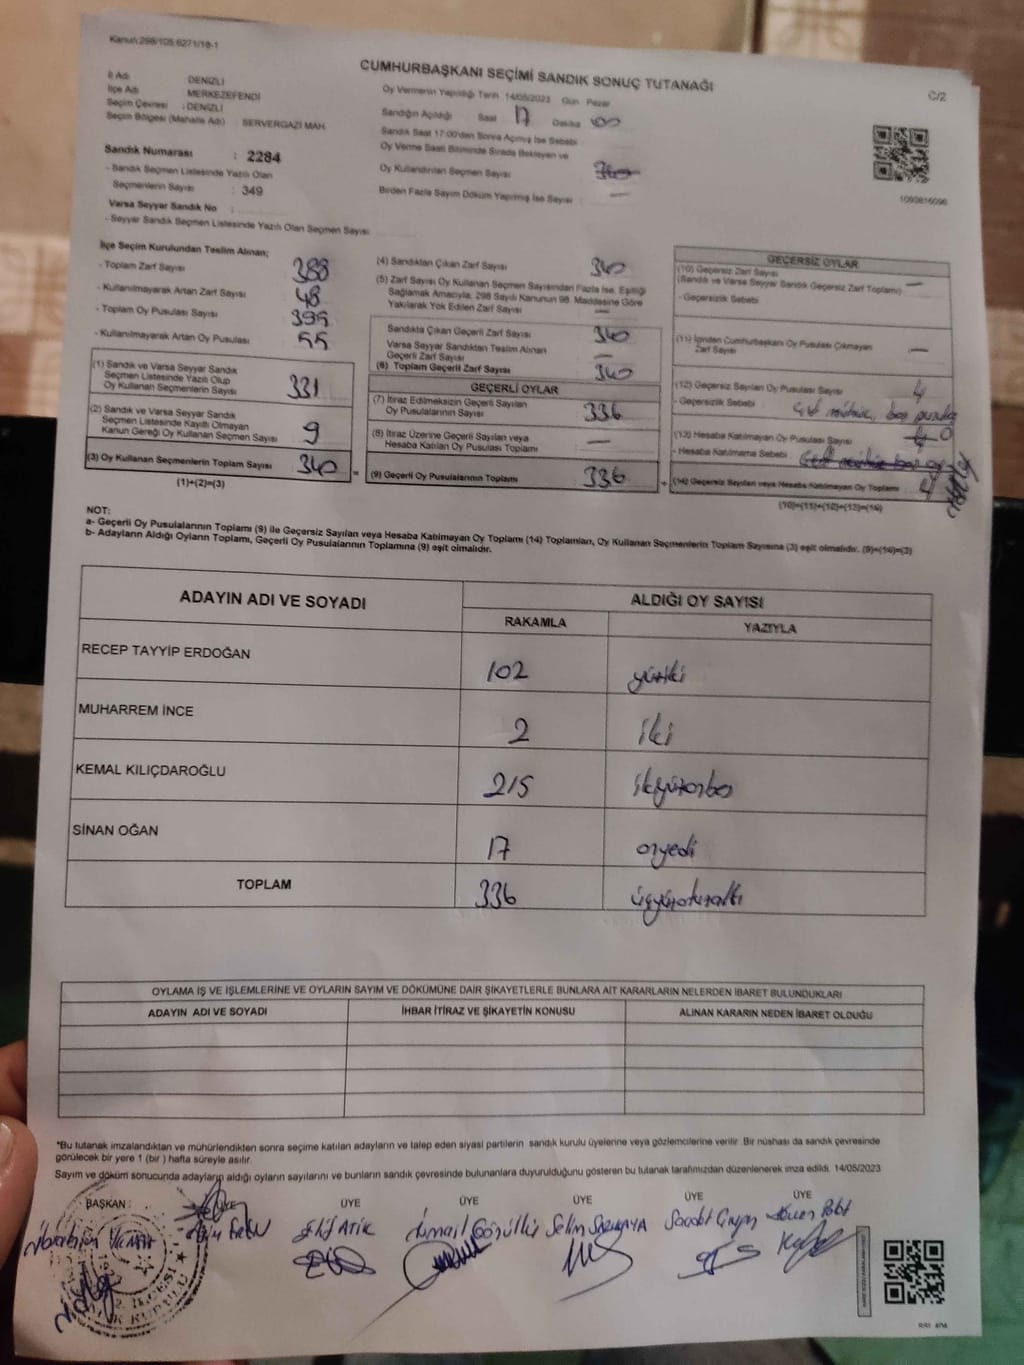 Kanun:298/105;6271/18-1
CUMHURBAŞKANI SEÇİMİ SANDIK SONUÇ TUTANAĞI
C/2
İl Adı DENİZLİ
İlçe Adı MERKEZEFENDİ
Seçim Çevresi : DENİZLİ
Seçim Bölgesi (Mahalle Adı) : SERVERGAZİ MAH.
Sandık Numarası : 2284
- Sandık Seçmen Listesinde Yazılı Olan
Seçmenlerin Sayısı : 349
Varsa Seyyar Sandık No :
- Seyyar Sandık Seçmen Listesinde Yazılı Olan Seçmen Sayısı
Oy Vermenin Yapıldığı Tarih 14/05/2023 Gün Pazar
Sandığın Açıldığı Saat 17 Dakika 00
Sandık Saat 17:00'den Sonra Açılmış İse Sebebi
Oy Verme Saati Bitiminde Sırada Bekleyen ve
Oy Kullandırılan Seçmen Sayısı
Birden Fazla Sayım Döküm Yapılmış İse Sayısı : —
1093816096
İlçe Seçim Kurulundan Teslim Alınan;
- Toplam Zarf Sayısı 388
- Kullanılmayarak Artan Zarf Sayısı 48
- Toplam Oy Pusulası Sayısı 395
- Kullanılmayarak Artan Oy Pusulası 55
(1) Sandık ve Varsa Seyyar Sandık
Seçmen Listesinde Yazılı Olup
Oy Kullanan Seçmenlerin Sayısı 331
(2) Sandık ve Varsa Seyyar Sandık
Seçmen Listesinde Kayıtlı Olmayan
Kanun Gereği Oy Kullanan Seçmen Sayısı 9
(3) Oy Kullanan Seçmenlerin Toplam Sayısı 340
(1)+(2)=(3)
(4) Sandıktan Çıkan Zarf Sayısı 340
(5) Zarf Sayısı Oy Kullanan Seçmen Sayısından Fazla İse, Eşitliği
Sağlamak Amacıyla, 298 Sayılı Kanunun 98. Maddesine Göre
Yakılarak Yok Edilen Zarf Sayısı —
Sandıkta Çıkan Geçerli Zarf Sayısı 340
Varsa Seyyar Sandıktan Teslim Alınan
Geçerli Zarf Sayısı —
(6) Toplam Geçerli Zarf Sayısı 340
GEÇERLİ OYLAR
(7) İtiraz Edilmeksizin Geçerli Sayılan
Oy Pusulalarının Sayısı 336
(8) İtiraz Üzerine Geçerli Sayılan veya
Hesaba Katılan Oy Pusulası Toplamı —
(9) Geçerli Oy Pusulalarının Toplamı 336
GEÇERSİZ OYLAR
(10) Geçersiz Zarf Sayısı
(Sandık ve Varsa Seyyar Sandık Geçersiz Zarf Toplamı) —
- Geçersizlik Sebebi
(11) İçinden Cumhurbaşkanı Oy Pusulası Çıkmayan
Zarf Sayısı —
(12) Geçersiz Sayılan Oy Pusulası Sayısı 4
- Geçersizlik Sebebi : Çift mühür, boş pusula
(13) Hesaba Katılmayan Oy Pusulası Sayısı 0
- Hesaba Katılmama Sebebi :
(14) Geçersiz Sayılan veya Hesaba Katılmayan Oy Toplamı
(10)+(11)+(12)+(13)=(14)
NOT:
a- Geçerli Oy Pusulalarının Toplamı (9) ile Geçersiz Sayılan veya Hesaba Katılmayan Oy Toplamı (14) Toplamları, Oy Kullanan Seçmenlerin Toplam Sayısına (3) eşit olmalıdır. (9)+(14)=(3)
b- Adayların Aldığı Oyların Toplamı, Geçerli Oy Pusulalarının Toplamına (9) eşit olmalıdır.
ADAYIN ADI VE SOYADI
ALDIĞI OY SAYISI
RAKAMLA YAZIYLA
RECEP TAYYİP ERDOĞAN 102 yüziki
MUHARREM İNCE 2 iki
KEMAL KILIÇDAROĞLU 215 ikiyüzonbeş
SİNAN OĞAN 17 onyedi
TOPLAM 336 üçyüzotuzaltı
OYLAMA İŞ VE İŞLEMLERİNE VE OYLARIN SAYIM VE DÖKÜMÜNE DAİR ŞİKAYETLERLE BUNLARA AİT KARARLARIN NELERDEN İBARET BULUNDUKLARI
ADAYIN ADI VE SOYADI İHBAR İTİRAZ VE ŞİKAYETİN KONUSU ALINAN KARARIN NEDEN İBARET OLDUĞU
*Bu tutanak imzalandıktan ve mühürlendikten sonra seçime katılan adayların ve talep eden siyasi partilerin sandık kurulu üyelerine veya gözlemcilerine verilir. Bir nüshası da sandık çevresinde
görülecek bir yere 1 (bir) hafta süreyle asılır.
Sayım ve döküm sonucunda adayların aldığı oyların sayılarını ve bunların sandık çevresinde bulunanlara duyurulduğunu gösteren bu tutanak tarafımızdan düzenlenerek imza edildi. 14/05/2023
BAŞKAN ÜYE ÜYE ÜYE ÜYE ÜYE ÜYE
Elif ATİK İsmail Selim